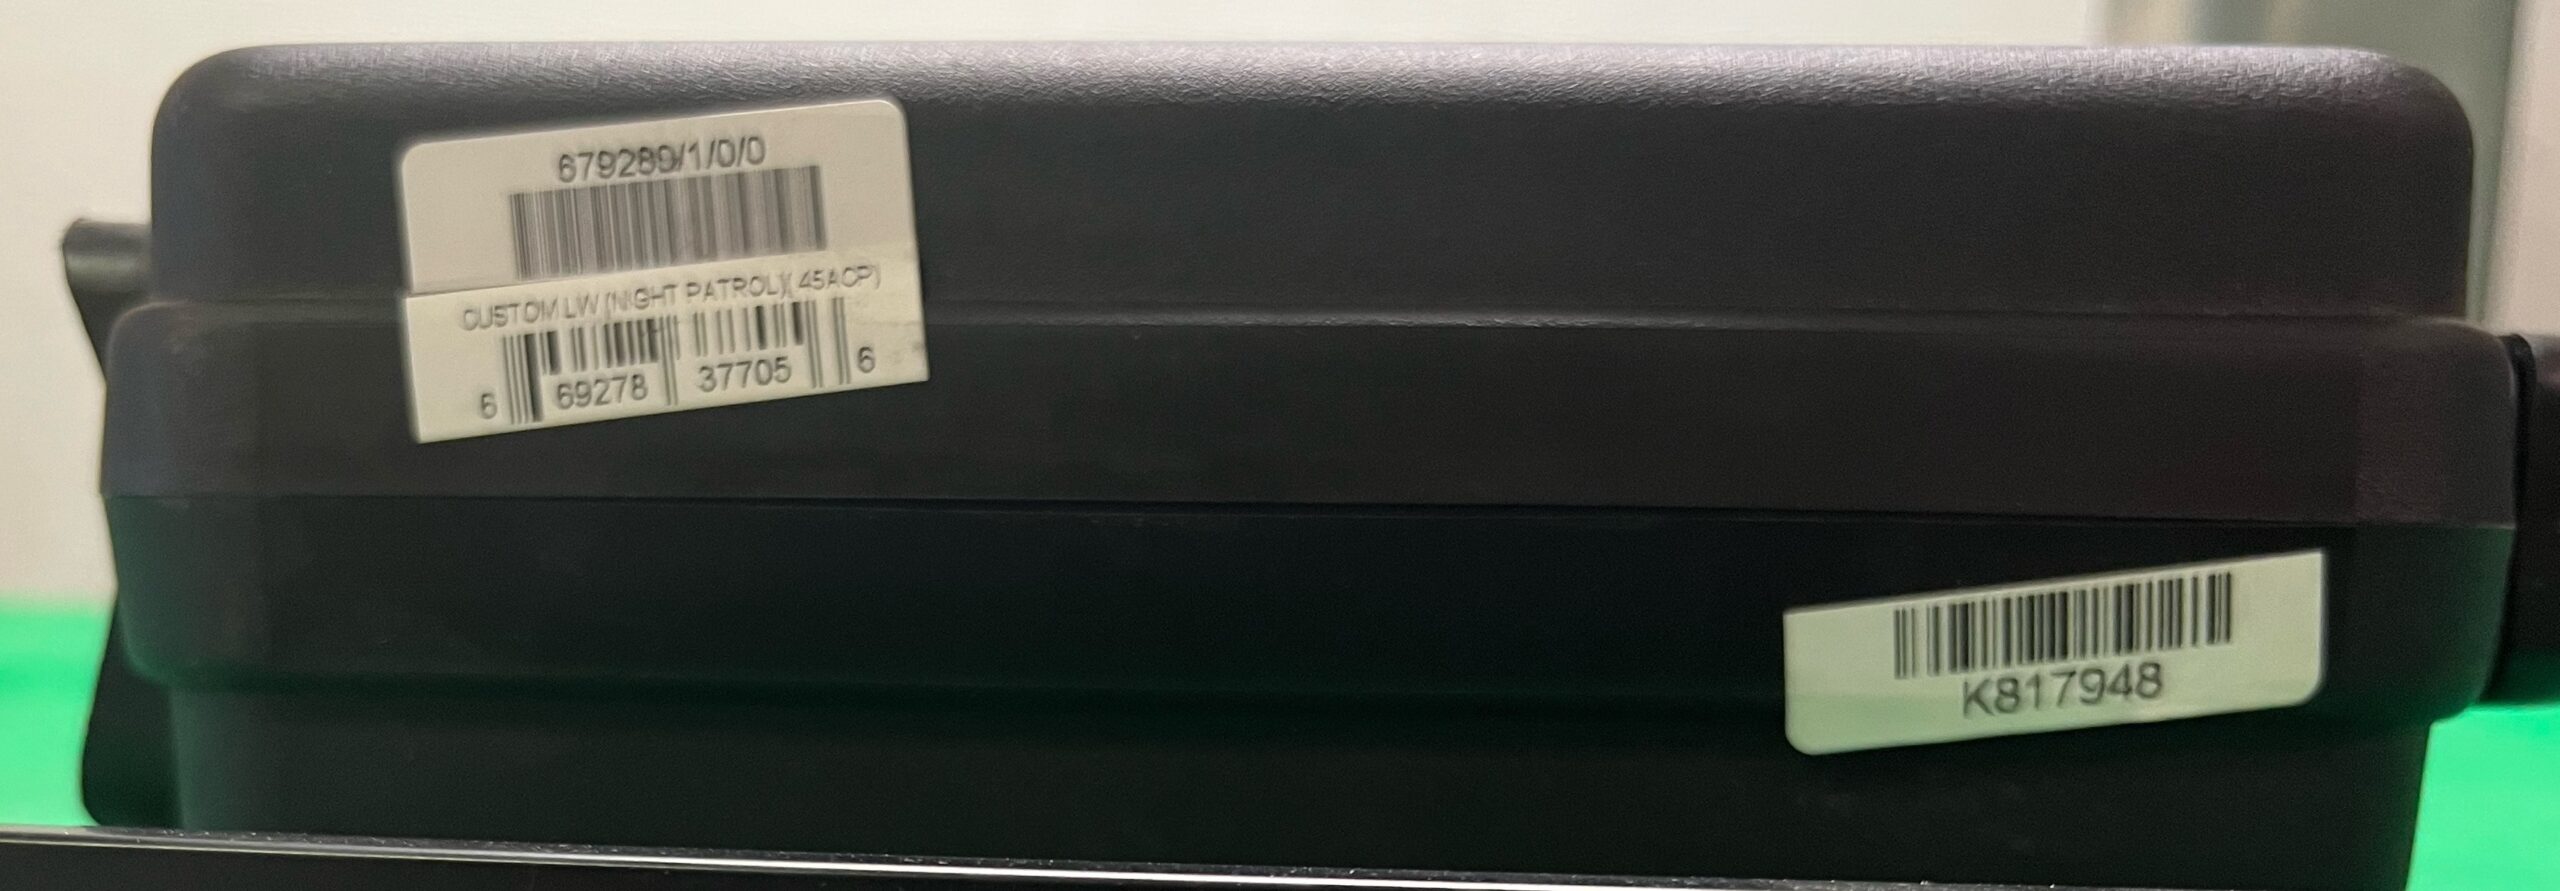 679289/1/0/0
CUSTOM LW (NIGHT PATROL)(.45ACP)
6 69278 37705 6
K817948